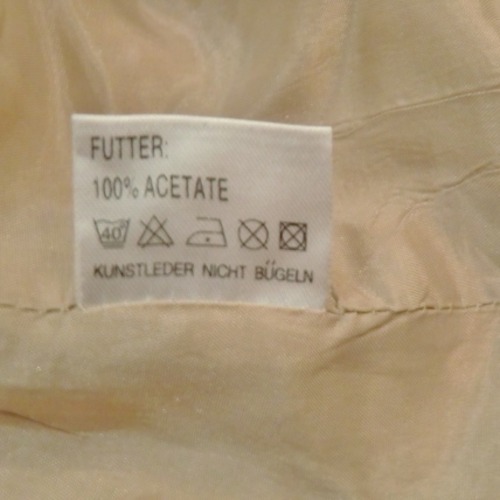 FUTTER:
100% ACETATE
40
KUNSTLEDER NICHT BÜGELN